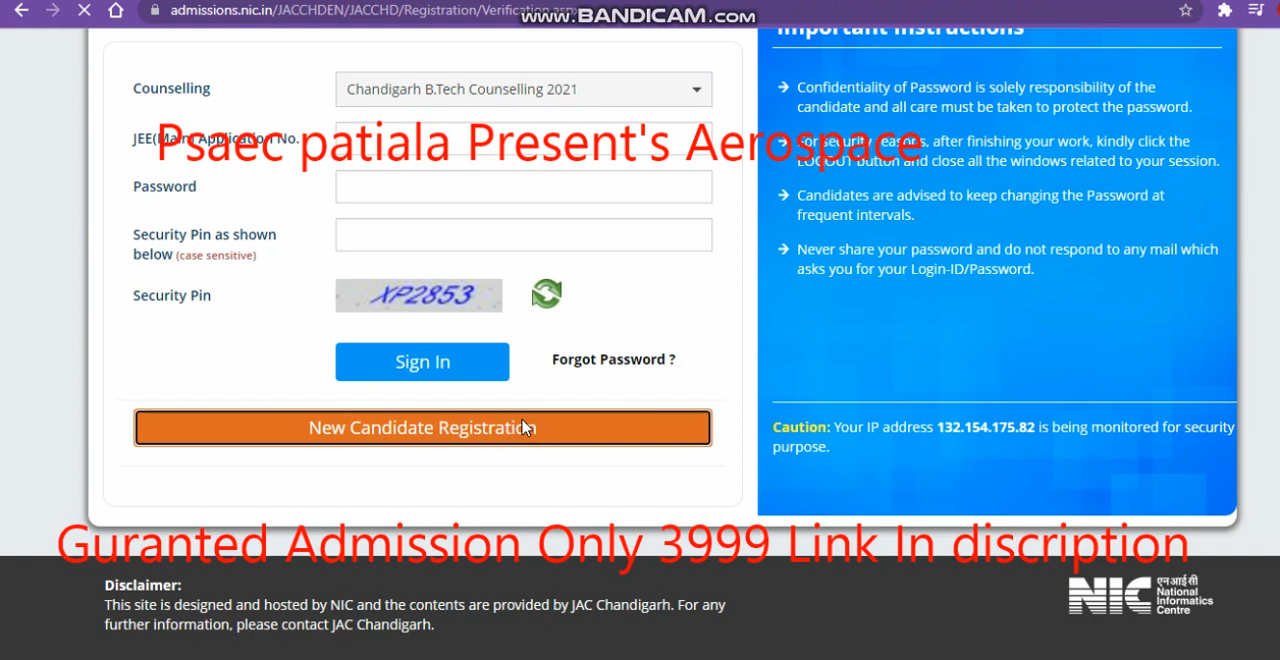 admissions.nic.in/JACCHDEN/JACCHD/Registration/Verification.aspx
www.BANDICAM.com
Important Instructions
Counselling
Chandigarh B.Tech Counselling 2021
JEE(Main) Application No.
Psaec patiala Present's Aerospace
Password
Security Pin as shown
below (case sensitive)
Security Pin
XP2853
Sign In
Forgot Password ?
New Candidate Registration
Confidentiality of Password is solely responsibility of the
candidate and all care must be taken to protect the password.
For security reasons, after finishing your work, kindly click the
LOGOUT button and close all the windows related to your session.
Candidates are advised to keep changing the Password at
frequent intervals.
Never share your password and do not respond to any mail which
asks you for your Login-ID/Password.
Caution: Your IP address 132.154.175.82 is being monitored for security
purpose.
Guranted Admission Only 3999 Link In discription
Disclaimer:
This site is designed and hosted by NIC and the contents are provided by JAC Chandigarh. For any
further information, please contact JAC Chandigarh.
NIC
एन आई सी
National
Informatics
Centre